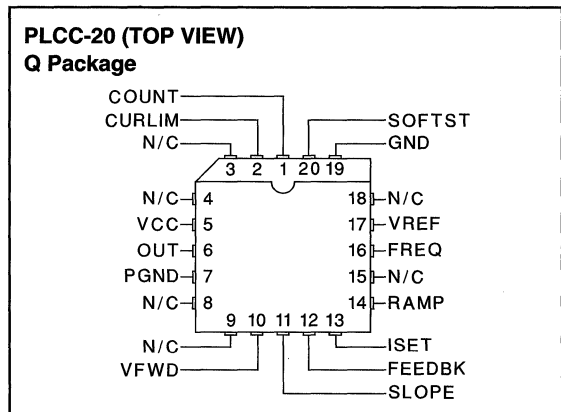 PLCC-20 (TOP VIEW)
Q Package
COUNT
CURLIM SOFTST
N/C GND
3 2 1 20 19
N/C 4 18 N/C
VCC 5 17 VREF
OUT 6 16 FREQ
PGND 7 15 N/C
N/C 8 14 RAMP
9 10 11 12 13
N/C ISET
VFWD FEEDBK
SLOPE